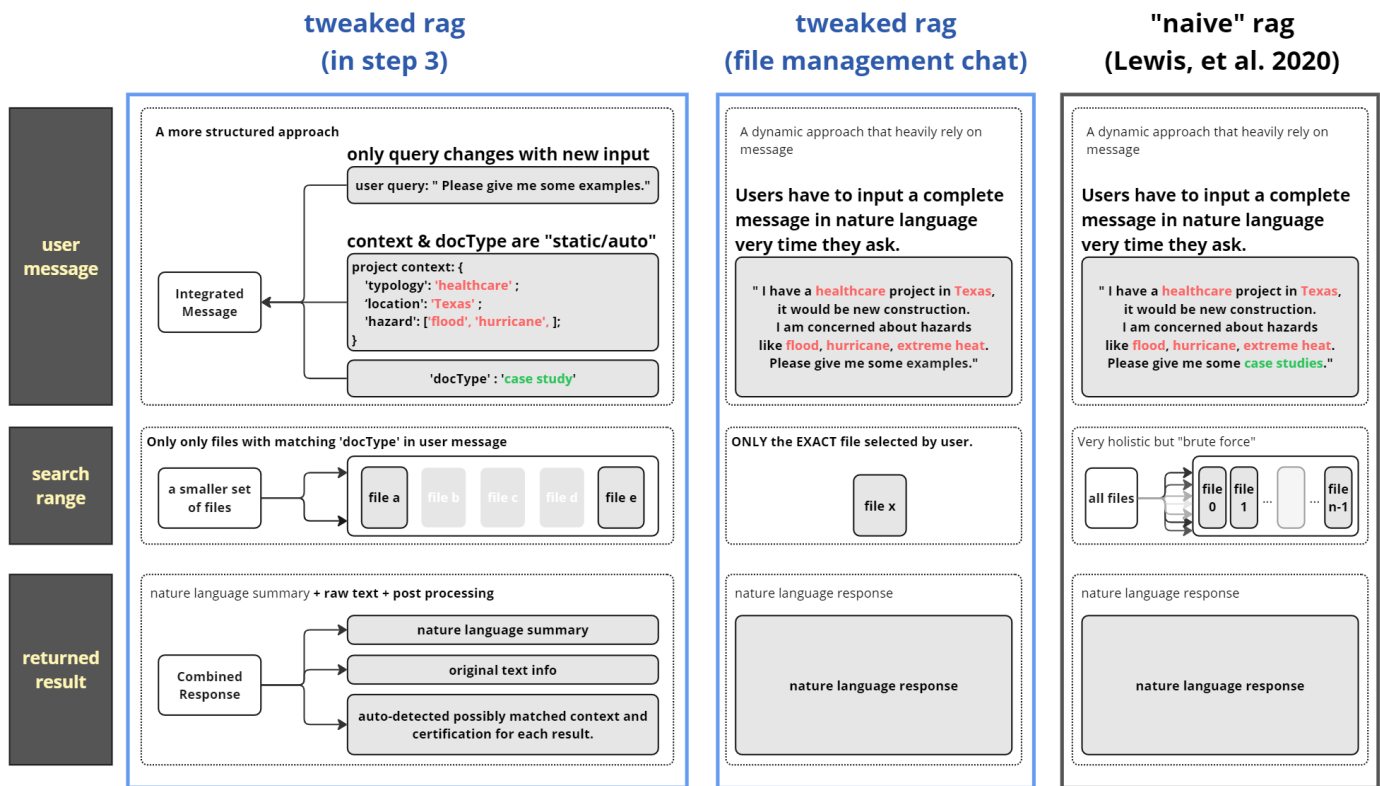 tweaked rag
(in step 3)
tweaked rag
(file management chat)
"naive" rag
(Lewis, et al. 2020)
user
message
A more structured approach
only query changes with new input
user query: " Please give me some examples."
context & docType are "static/auto"
Integrated
Message
project context: {
'typology': 'healthcare' ;
‘location': 'Texas' ;
'hazard': ['flood', 'hurricane', ];
}
'docType' : 'case study'
A dynamic approach that heavily rely on
message
Users have to input a complete
message in nature language
very time they ask.
" I have a healthcare project in Texas,
it would be new construction.
I am concerned about hazards
like flood, hurricane, extreme heat.
Please give me some examples."
A dynamic approach that heavily rely on
message
Users have to input a complete
message in nature language
very time they ask.
" I have a healthcare project in Texas,
it would be new construction.
I am concerned about hazards
like flood, hurricane, extreme heat.
Please give me some case studies."
search
range
Only only files with matching 'docType' in user message
a smaller set
of files
file a
file b
file c
file d
file e
ONLY the EXACT file selected by user.
file x
Very holistic but "brute force"
all files
file
0
file
1
...
...
file
n-1
returned
result
nature language summary + raw text + post processing
Combined
Response
nature language summary
original text info
auto-detected possibly matched context and
certification for each result.
nature language response
nature language response
nature language response
nature language response